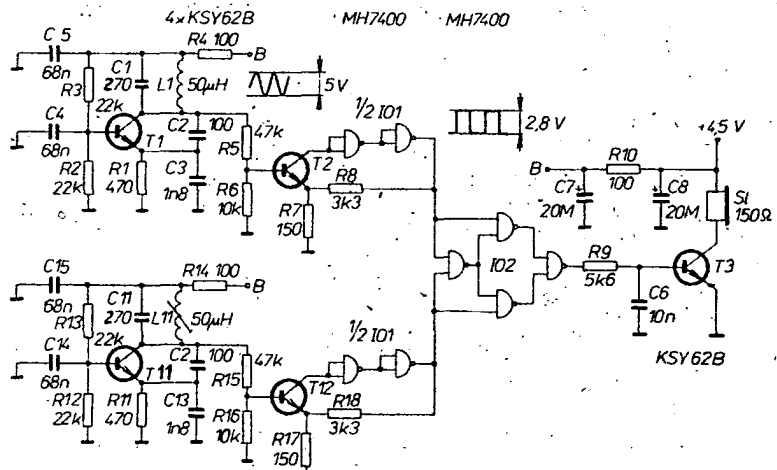 4xKSY62B
MH7400
MH7400
C5
68n
R3
22k
C1
270
L1
50µH
R4 100
B
5V
C4
68n
T1
C2
100
47k
R5
½ IO1
T2
R8
3k3
R2
22k
R1
470
C3
1n8
R6
10k
R7
150
2,8V
+4,5V
B
R10
100
C7
20M
C8
20M
Sl
150Ω
IO2
R9
5k6
T3
C6
10n
KSY62B
C15
68n
R13
22k
C11
270
L11
50µH
R14 100
B
C14
68n
T11
C2
100
47k
R15
½ IO1
T12
R18
3k3
R12
22k
R11
470
C13
1n8
R16
10k
R17
150